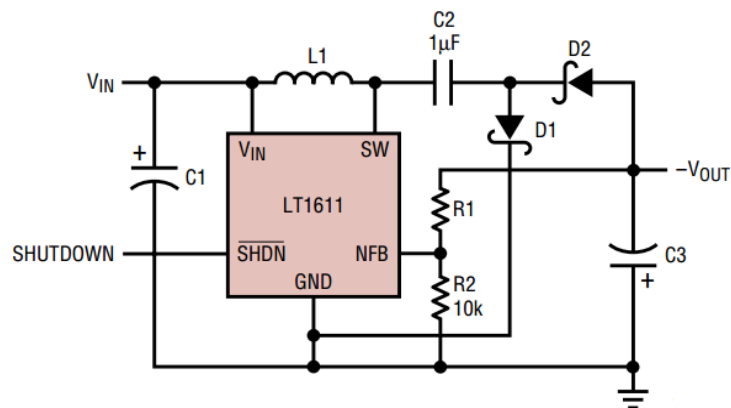 C2
1µF
D2
L1
VIN
D1
+
VIN
SW
C1
–VOUT
LT1611
R1
SHUTDOWN
SHDN
NFB
C3
GND
R2
10k
+